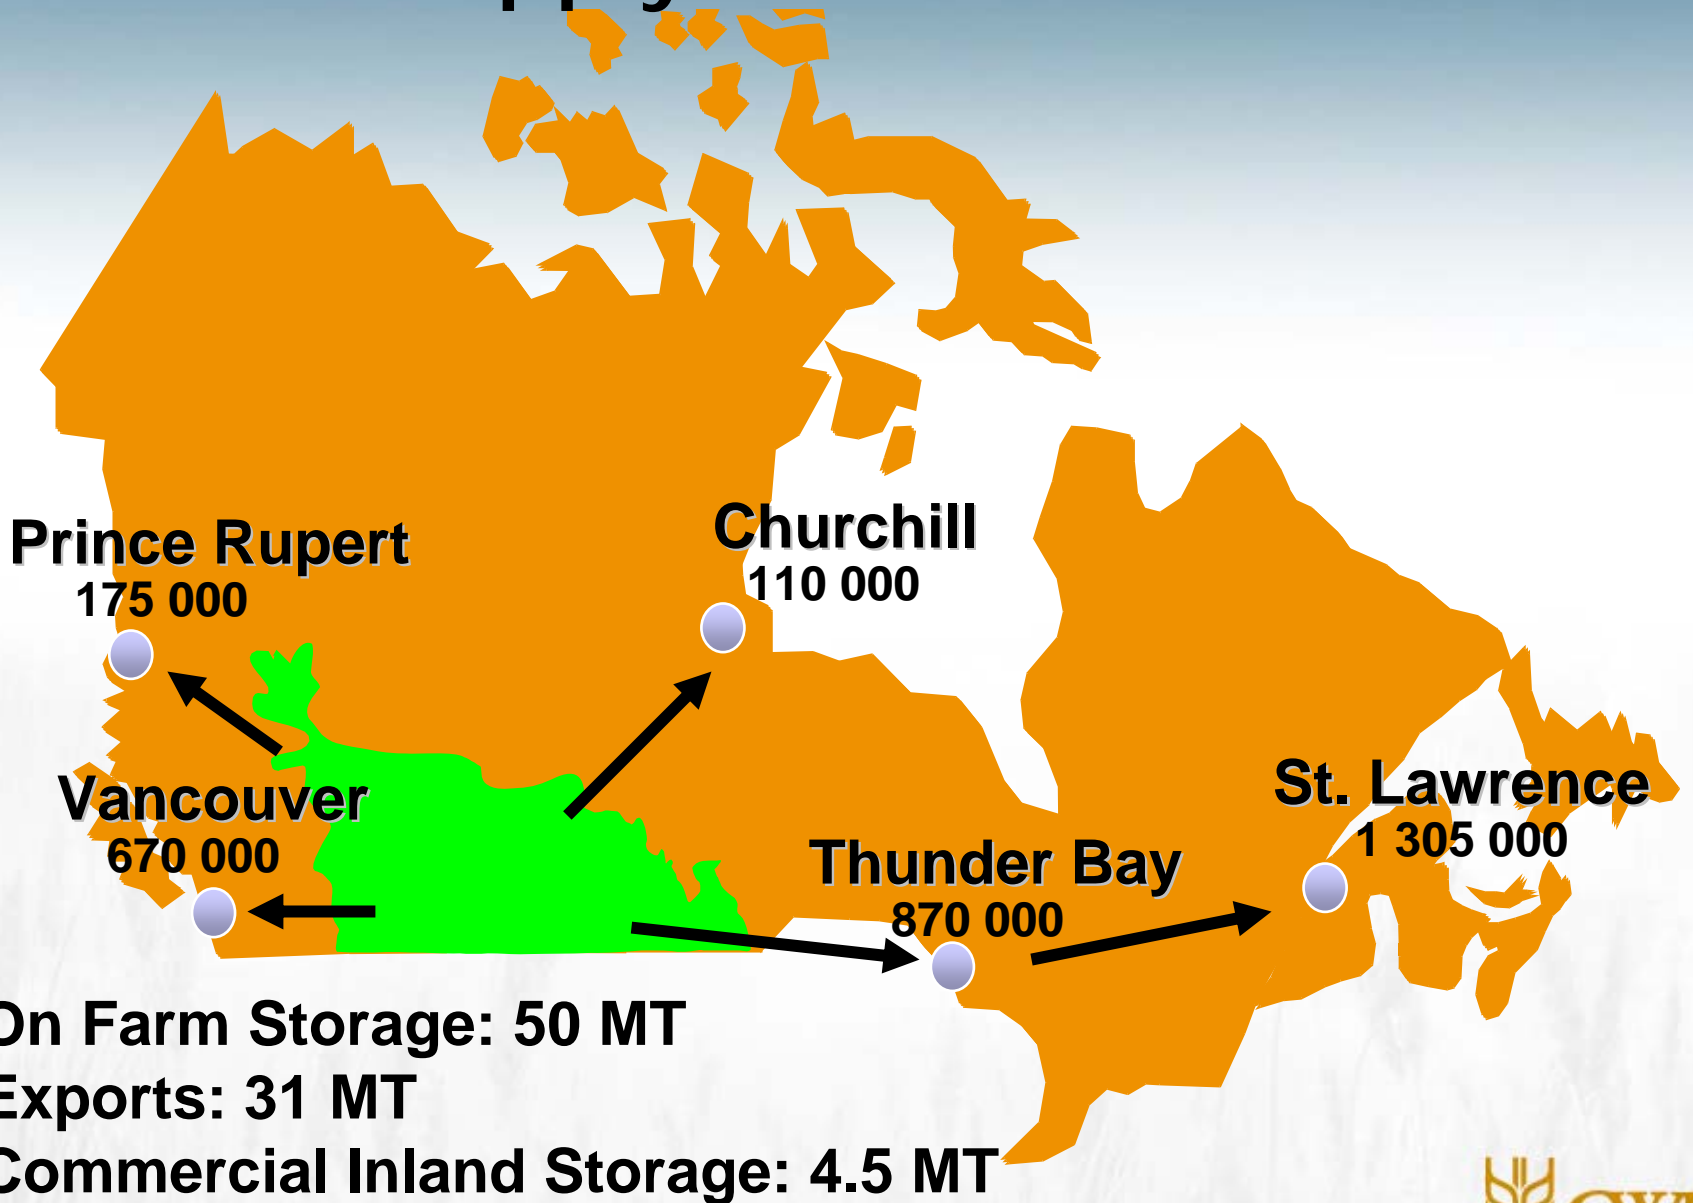 Prince Rupert
175 000
Churchill
110 000
Vancouver
670 000
Thunder Bay
870 000
St. Lawrence
1 305 000
On Farm Storage: 50 MT
Exports: 31 MT
Commercial Inland Storage: 4.5 MT